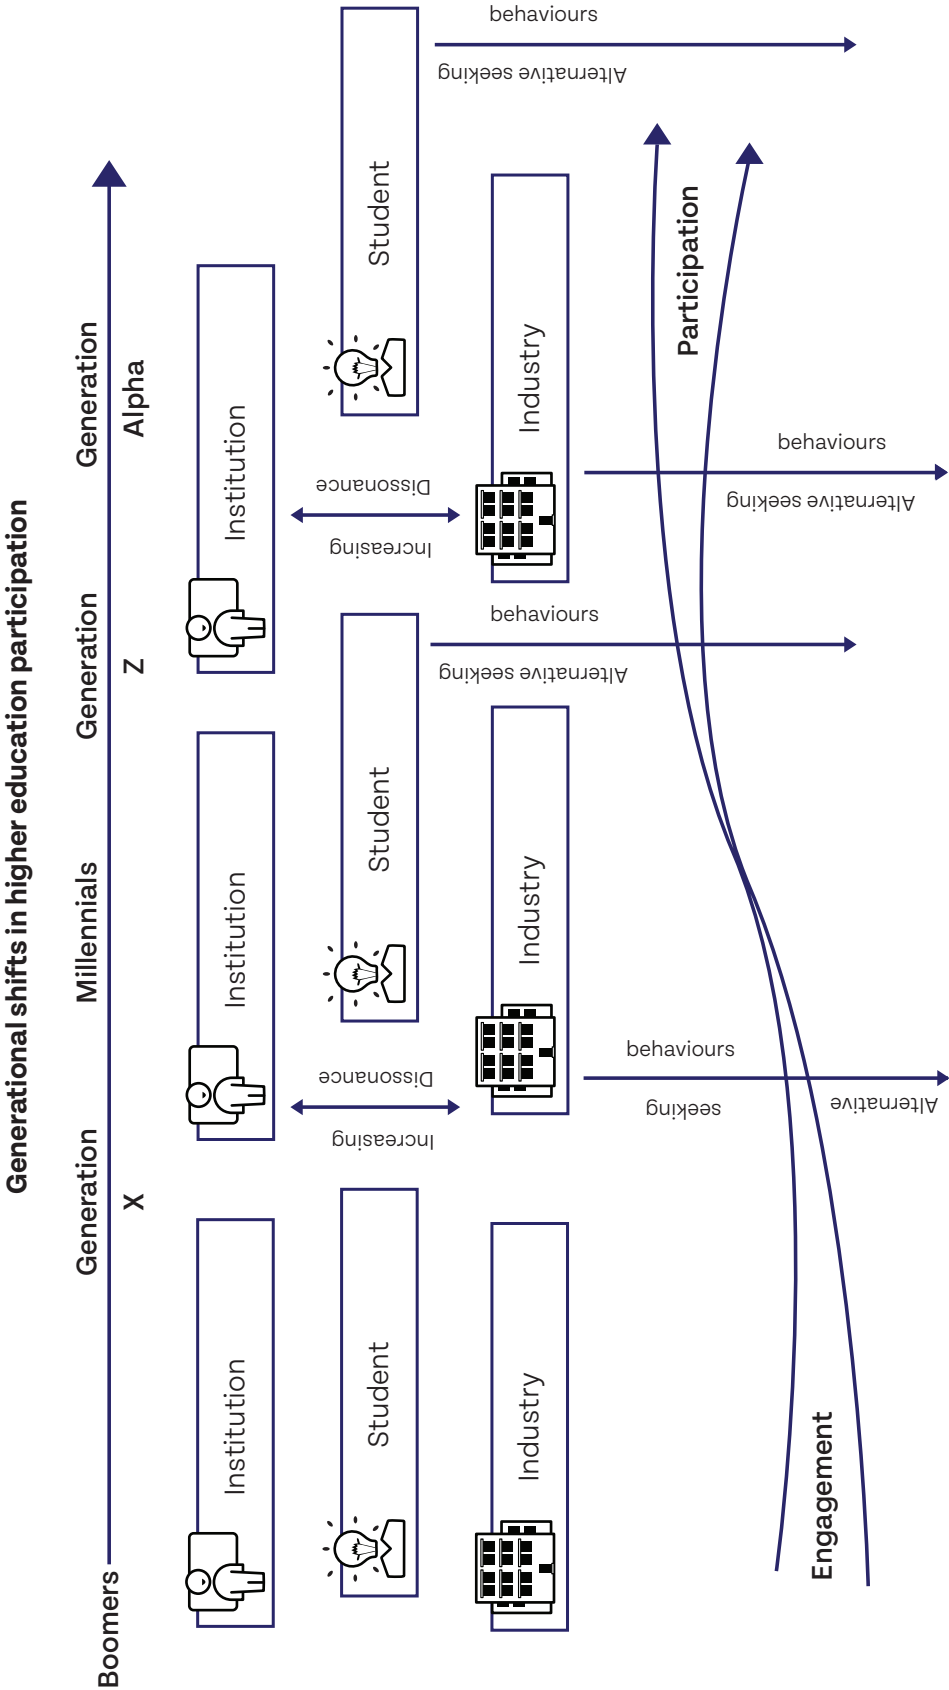 Generational shifts in higher education participation
Boomers
Generation
X
Millennials
Generation
Z
Generation
Alpha
Institution
Institution
Institution
Student
Student
Student
Industry
Industry
Industry
Increasing
Dissonance
Increasing
Dissonance
Alternative seeking
behaviours
Alternative seeking
behaviours
Alternative
seeking
behaviours
Alternative seeking
behaviours
Engagement
Participation